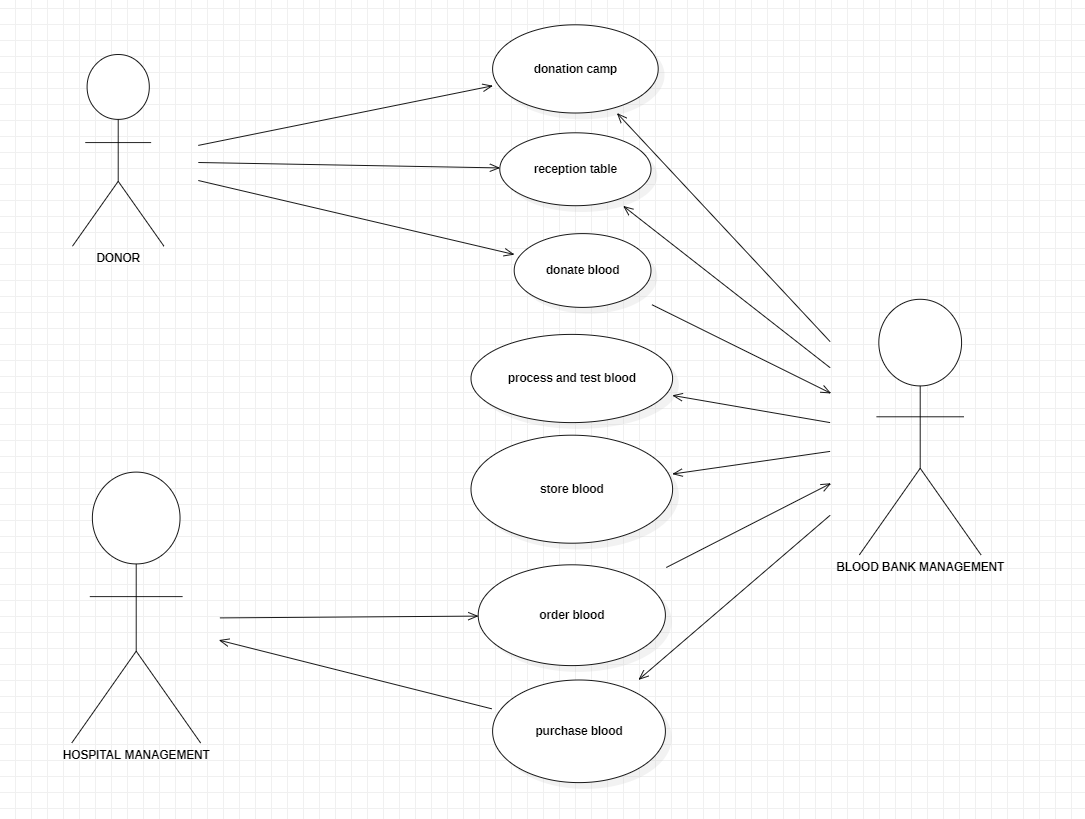 donation camp
reception table
DONOR
donate blood
process and test blood
store blood
BLOOD BANK MANAGEMENT
order blood
purchase blood
HOSPITAL MANAGEMENT